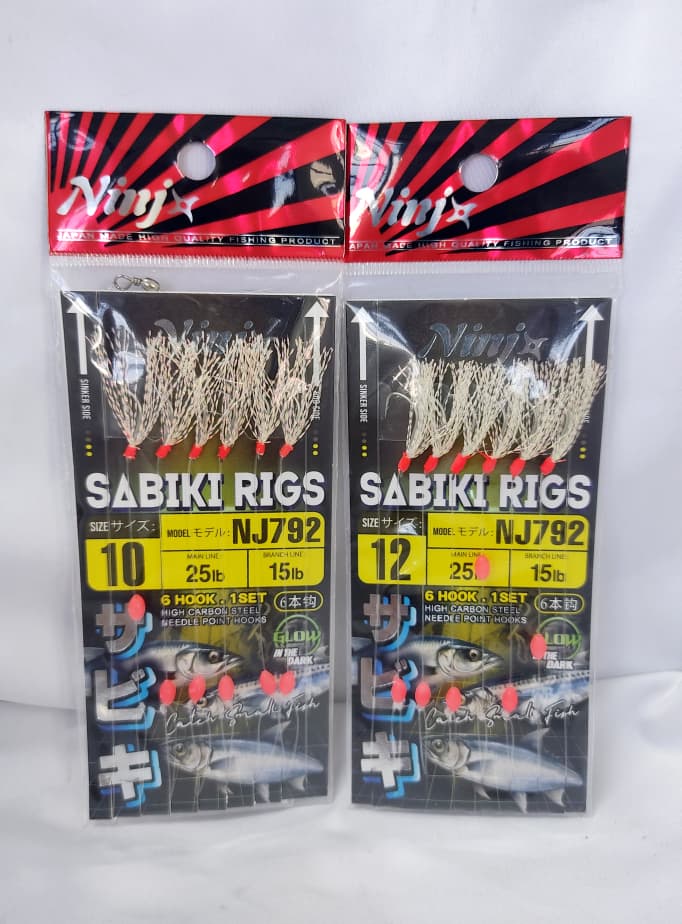 Ninja
JAPAN MADE HIGH QUALITY FISHING PRODUCT
Ninja
SINKER SIDE
ROD SIDE
SABIKI RIGS
SIZE サイズ:
10
MODEL モデル: NJ792
MAIN LINE:
25lb
BRANCH LINE:
15lb
6 HOOK . 1SET
HIGH CARBON STEEL
NEEDLE POINT HOOKS
6本钩
GLOW
IN THE
DARK
サビキ
Catch Small Fish
Ninja
JAPAN MADE HIGH QUALITY FISHING PRODUCT
Ninja
SINKER SIDE
SIDE
SABIKI RIGS
SIZE サイズ:
12
MODEL モデル: NJ792
MAIN LINE:
25l
BRANCH LINE:
15lb
6 HOOK . 1SET
HIGH CARBON STEEL
NEEDLE POINT HOOKS
6本钩
GLOW
IN THE
DARK
サビキ
Catch Small Fish